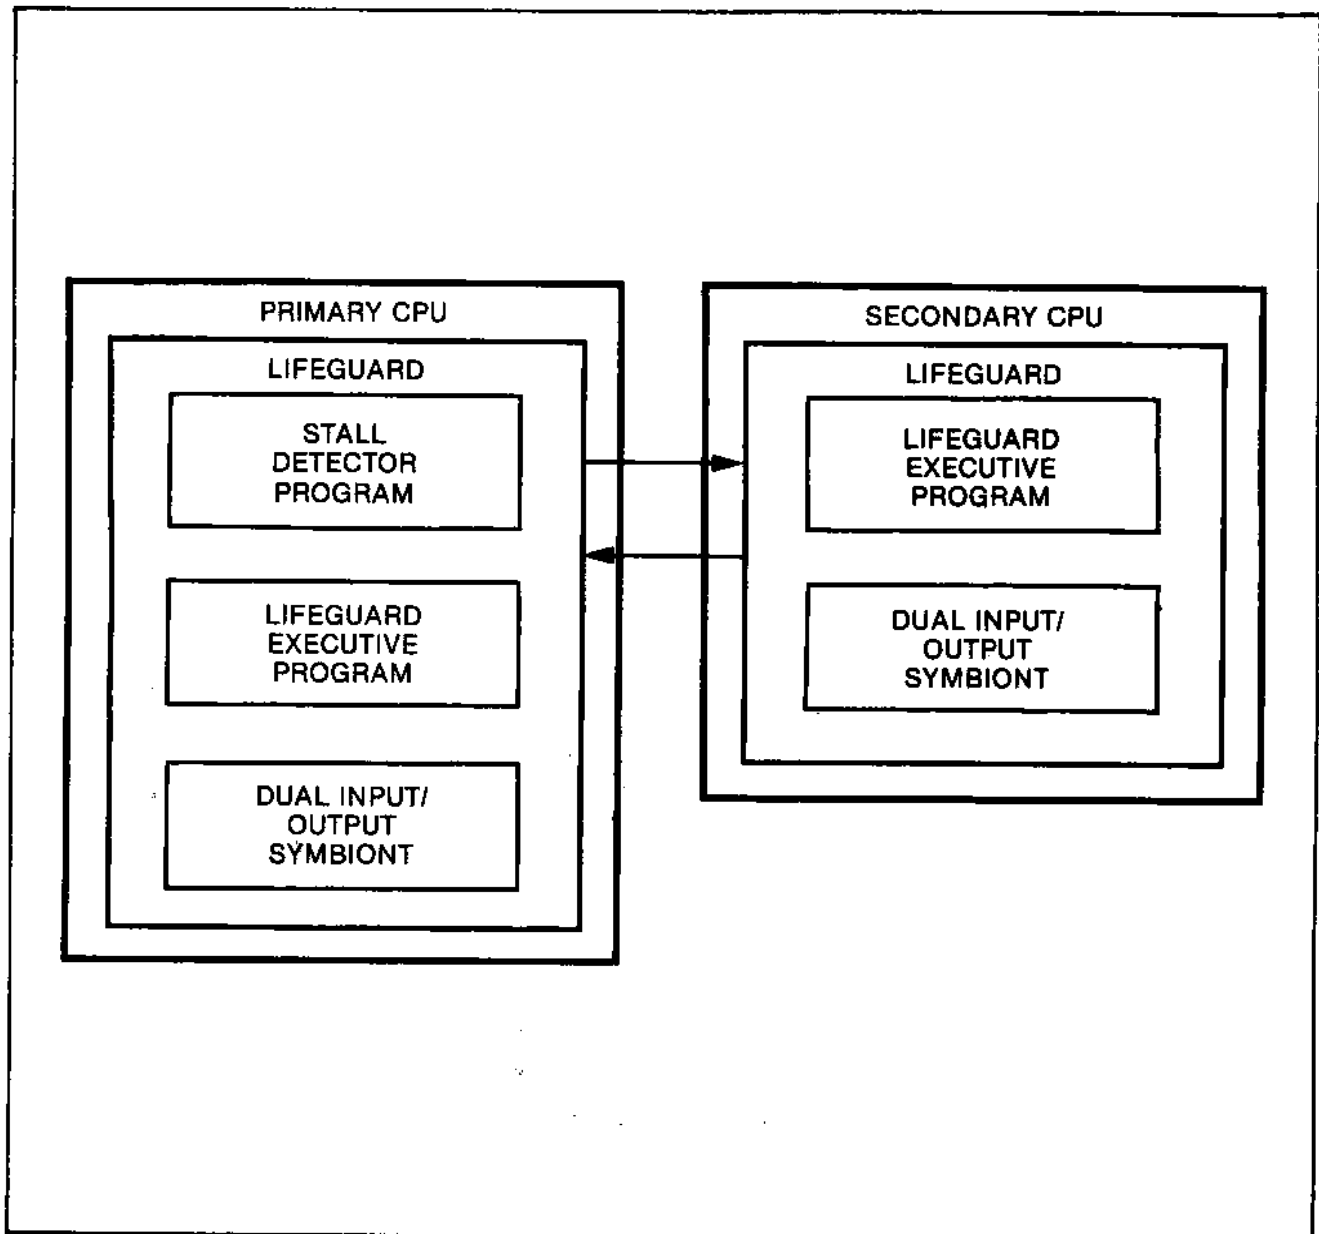 PRIMARY CPU
LIFEGUARD
STALL
DETECTOR
PROGRAM
LIFEGUARD
EXECUTIVE
PROGRAM
DUAL INPUT/
OUTPUT
SYMBIONT
SECONDARY CPU
LIFEGUARD
LIFEGUARD
EXECUTIVE
PROGRAM
DUAL INPUT/
OUTPUT
SYMBIONT